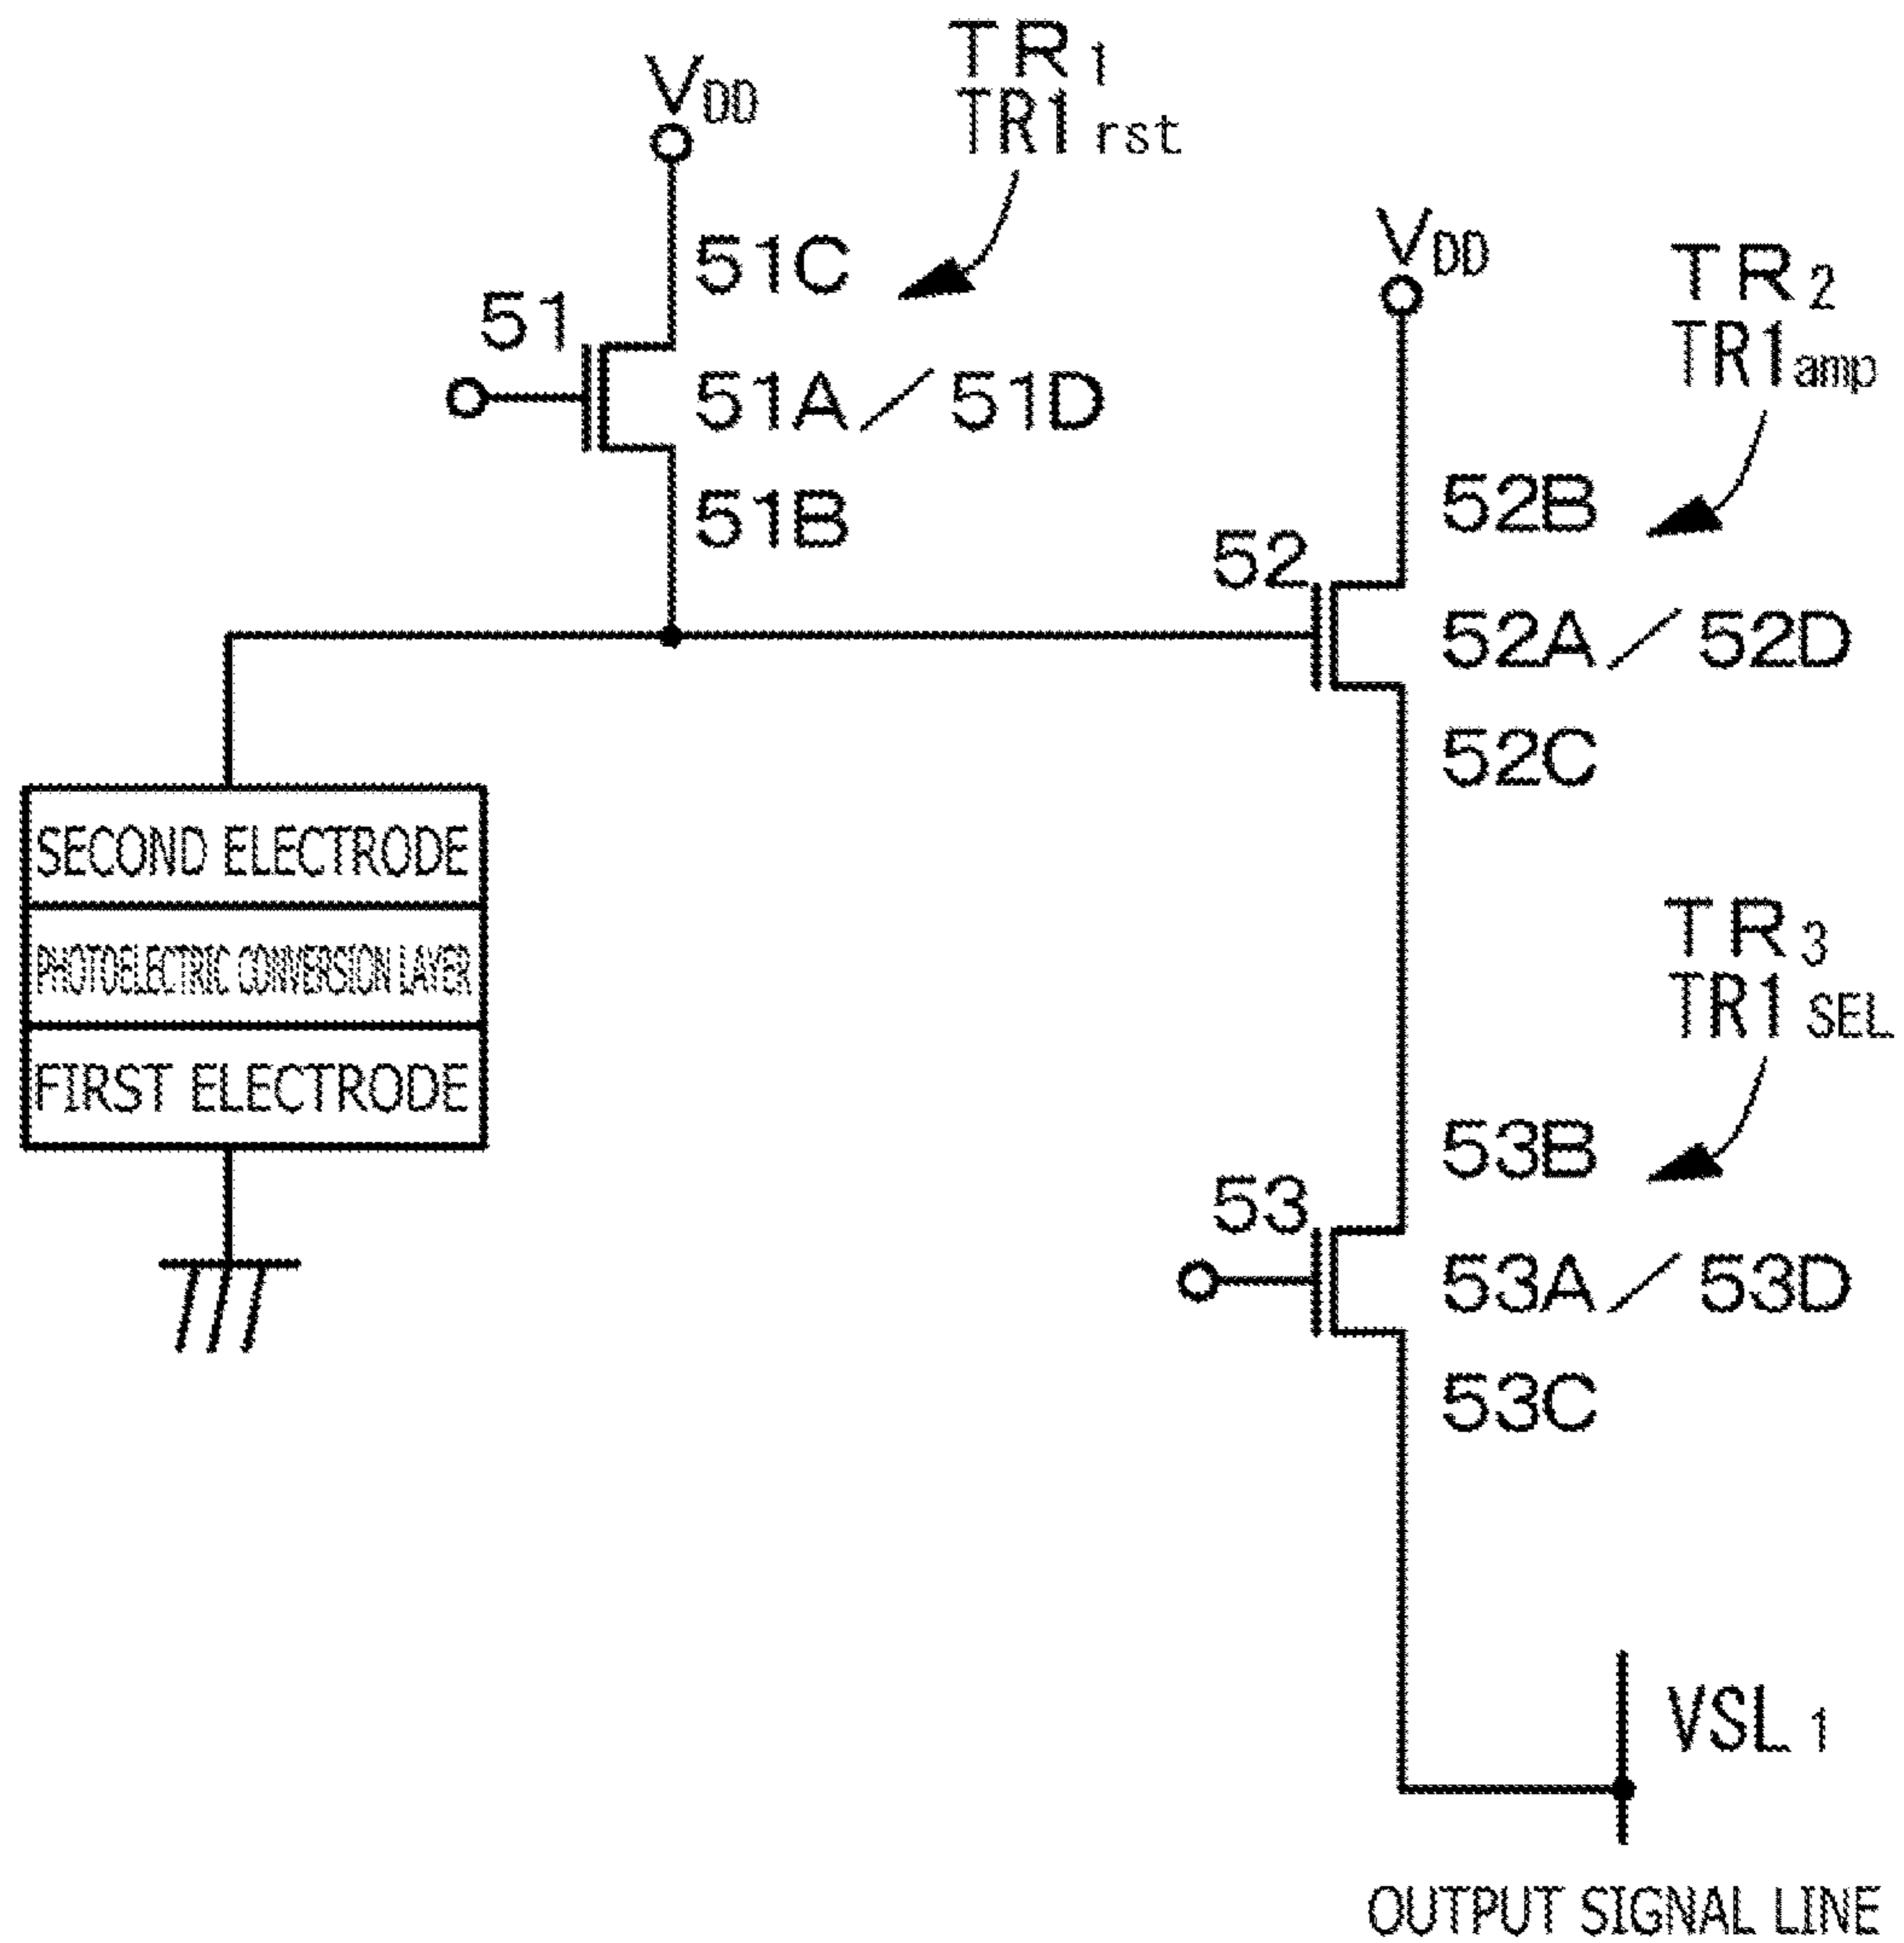 TR1
TR1rst
VDD
51C
51
51A/51D
51B
VDD
TR2
TR1amp
52B
52
52A/52D
52C
SECOND ELECTRODE
PHOTOELECTRIC CONVERSION LAYER
FIRST ELECTRODE
TR3
TR1SEL
53B
53
53A/53D
53C
VSL1
OUTPUT SIGNAL LINE